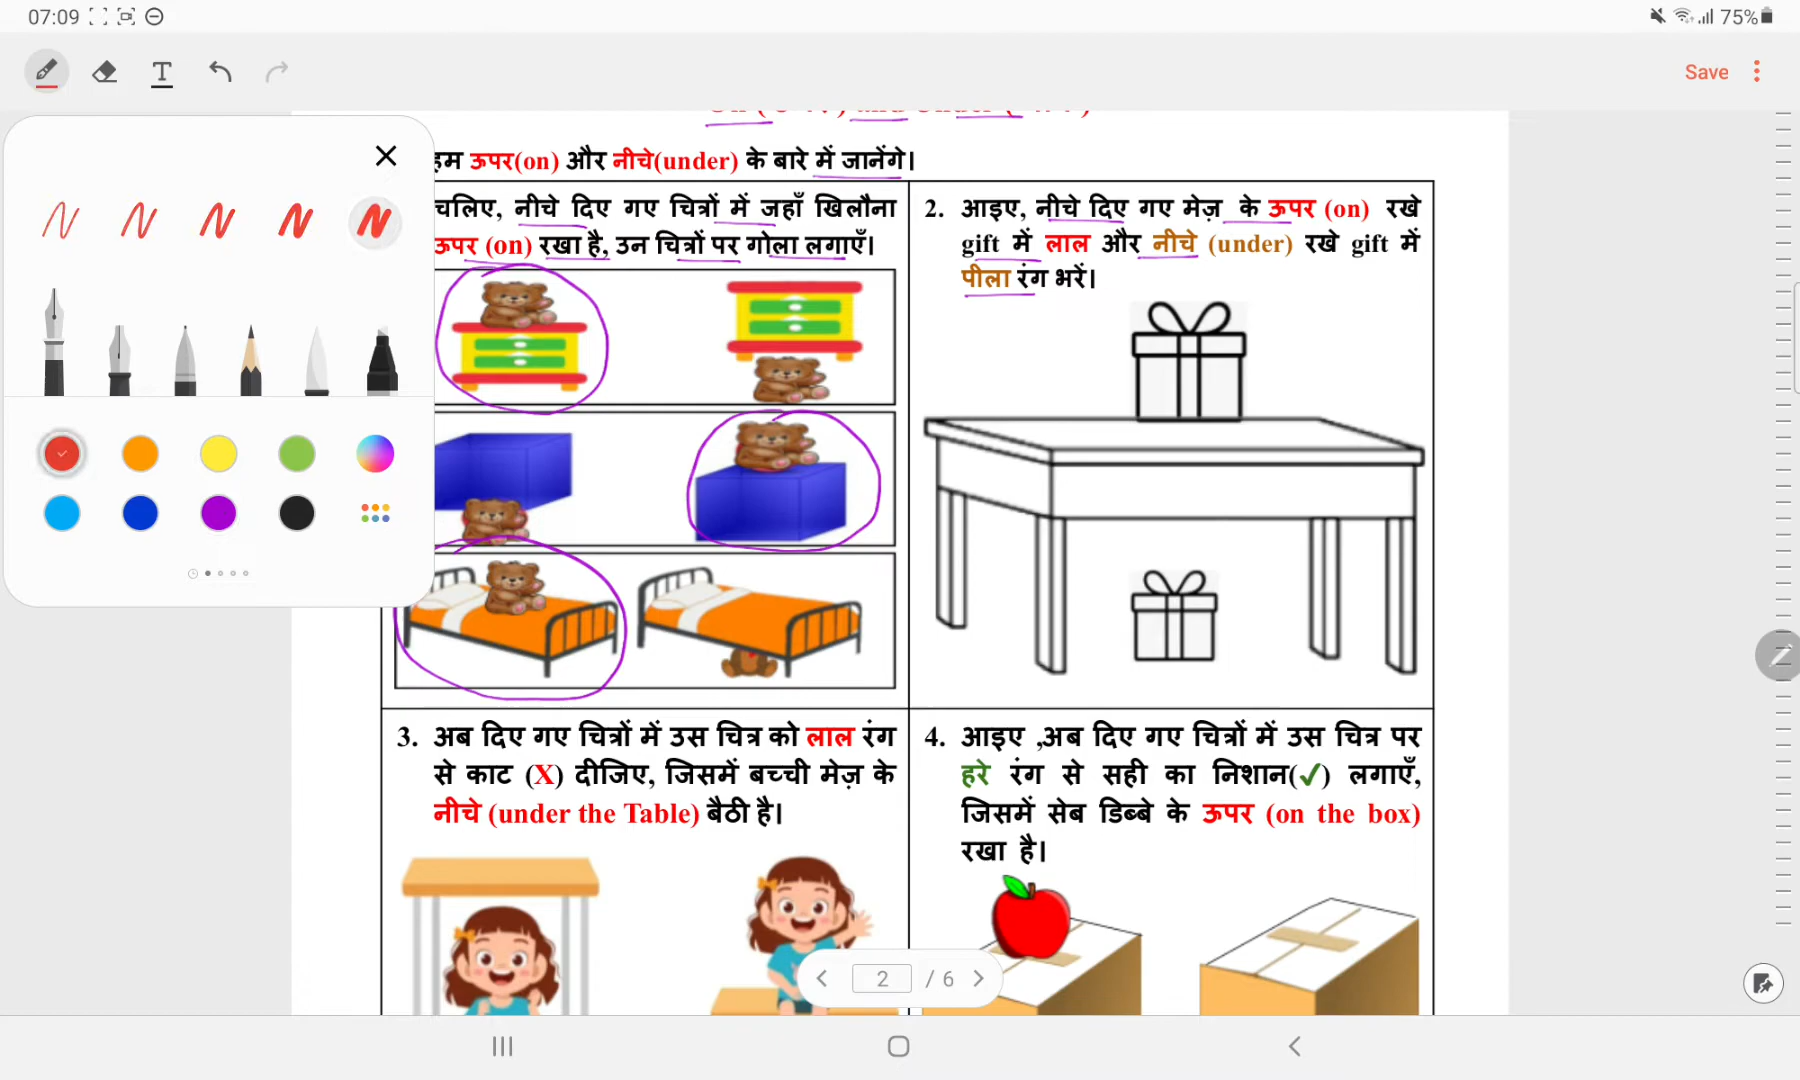 07:09
75%
T
Save
हम ऊपर(on) और नीचे(under) के बारे में जानेंगे।
चलिए, नीचे दिए गए चित्रों में जहाँ खिलौना
ऊपर (on) रखा है, उन चित्रों पर गोला लगाएँ।
2. आइए, नीचे दिए गए मेज़ के ऊपर (on) रखे
gift में लाल और नीचे (under) रखे gift में
पीला रंग भरें।
3. अब दिए गए चित्रों में उस चित्र को लाल रंग
से काट (X) दीजिए, जिसमें बच्ची मेज़ के
नीचे (under the Table) बैठी है।
4. आइए ,अब दिए गए चित्रों में उस चित्र पर
हरे रंग से सही का निशान(✓) लगाएँ,
जिसमें सेब डिब्बे के ऊपर (on the box)
रखा है।
2 / 6